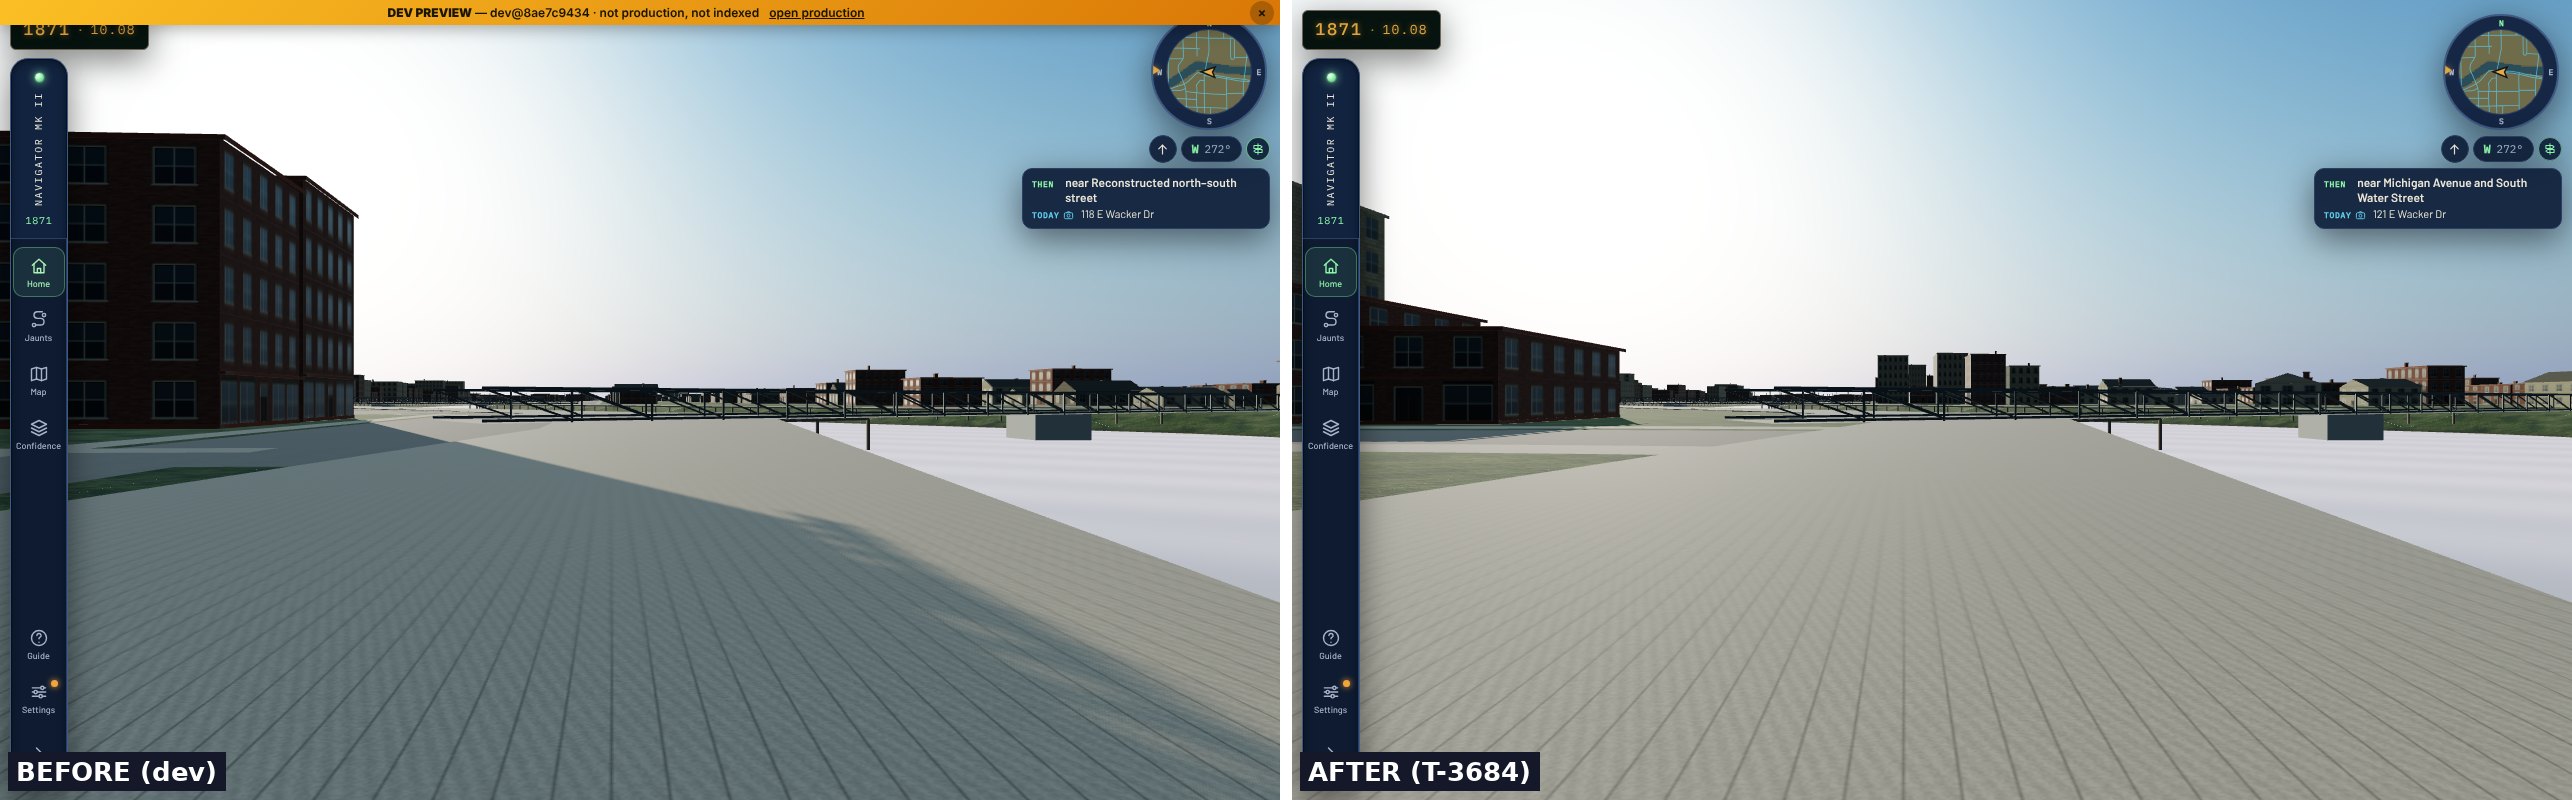 DEV PREVIEW — dev@8ae7c9434 · not production, not indexed open production ×
1871 · 10.08
NAVIGATOR MK II
1871
Home
Jaunts
Map
Confidence
Guide
Settings
W E
S
W 272°
THEN near Reconstructed north–south
street
TODAY 118 E Wacker Dr
BEFORE (dev)
1871 · 10.08
NAVIGATOR MK II
1871
Home
Jaunts
Map
Confidence
Guide
Settings
N
W E
S
W 272°
THEN near Michigan Avenue and South
Water Street
TODAY 121 E Wacker Dr
AFTER (T-3684)